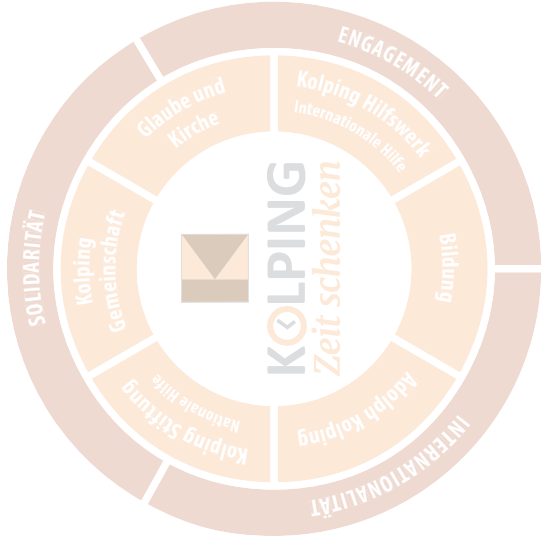 ENGAGEMENT
INTERNATIONALITÄT
SOLIDARITÄT
Kolping Hilfswerk
Internationale Hilfe
Bildung
Adolph Kolping
Kolping Stiftung
Nationale Hilfe
Kolping
Gemeinschaft
Glaube und
Kirche
KOLPING
Zeit schenken